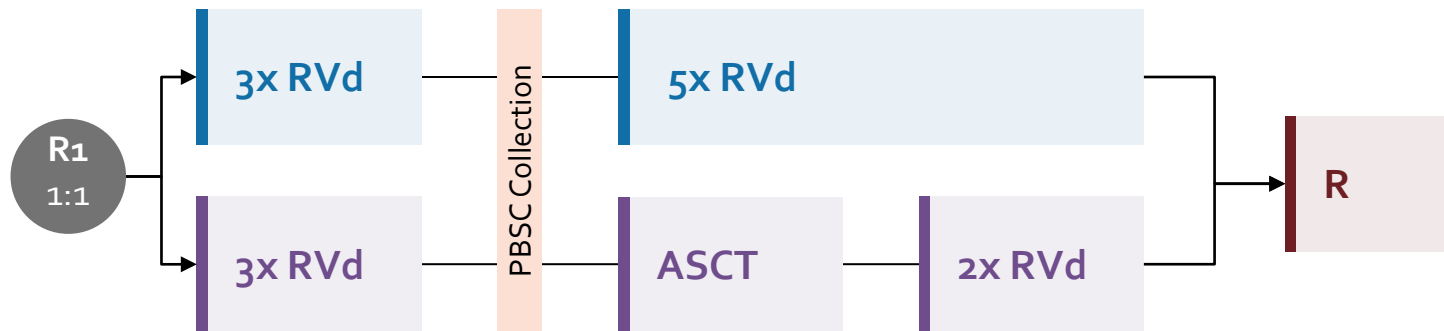 R1
1:1
3x RVd
PBSC Collection
5x RVd
3x RVd
ASCT
2x RVd
R